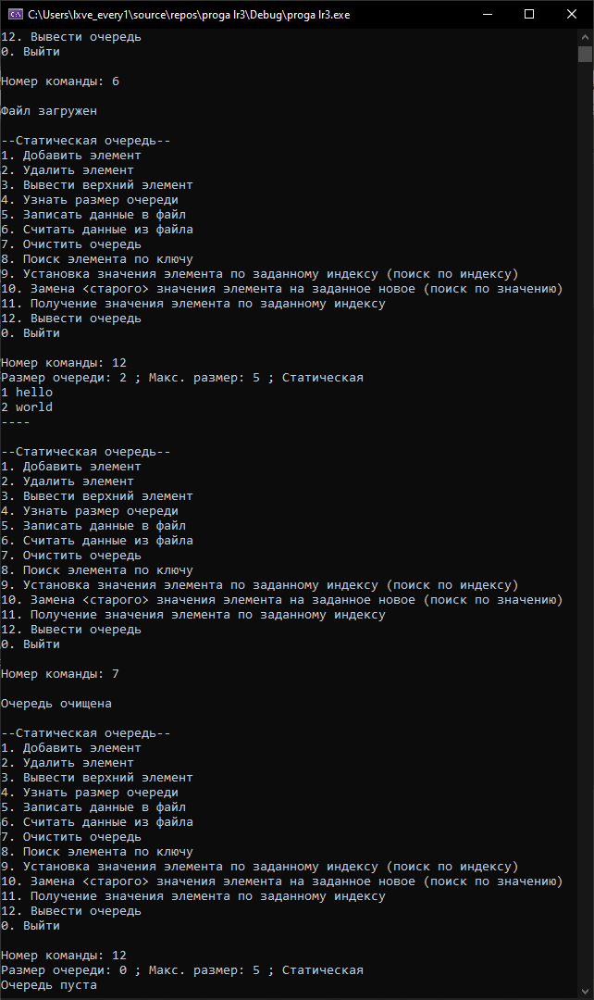 C:\Users\lxve_every1\source\repos\proga lr3\Debug\proga lr3.exe
12. Вывести очередь
0. Выйти
Номер команды: 6
Файл загружен
--Статическая очередь--
1. Добавить элемент
2. Удалить элемент
3. Вывести верхний элемент
4. Узнать размер очереди
5. Записать данные в файл
6. Считать данные из файла
7. Очистить очередь
8. Поиск элемента по ключу
9. Установка значения элемента по заданному индексу (поиск по индексу)
10. Замена <старого> значения элемента на заданное новое (поиск по значению)
11. Получение значения элемента по заданному индексу
12. Вывести очередь
0. Выйти
Номер команды: 12
Размер очереди: 2 ; Макс. размер: 5 ; Статическая
1 hello
2 world
----
--Статическая очередь--
1. Добавить элемент
2. Удалить элемент
3. Вывести верхний элемент
4. Узнать размер очереди
5. Записать данные в файл
6. Считать данные из файла
7. Очистить очередь
8. Поиск элемента по ключу
9. Установка значения элемента по заданному индексу (поиск по индексу)
10. Замена <старого> значения элемента на заданное новое (поиск по значению)
11. Получение значения элемента по заданному индексу
12. Вывести очередь
0. Выйти
Номер команды: 7
Очередь очищена
--Статическая очередь--
1. Добавить элемент
2. Удалить элемент
3. Вывести верхний элемент
4. Узнать размер очереди
5. Записать данные в файл
6. Считать данные из файла
7. Очистить очередь
8. Поиск элемента по ключу
9. Установка значения элемента по заданному индексу (поиск по индексу)
10. Замена <старого> значения элемента на заданное новое (поиск по значению)
11. Получение значения элемента по заданному индексу
12. Вывести очередь
0. Выйти
Номер команды: 12
Размер очереди: 0 ; Макс. размер: 5 ; Статическая
Очередь пуста